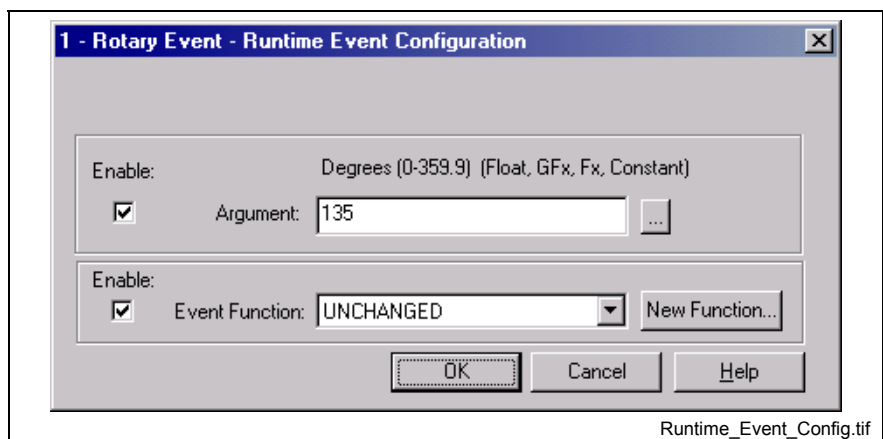 1 - Rotary Event - Runtime Event Configuration
Enable:
Degrees (0-359.9) (Float, GFx, Fx, Constant)
Argument: 135 ...
Enable:
Event Function: UNCHANGED New Function...
OK Cancel Help
Runtime_Event_Config.tif